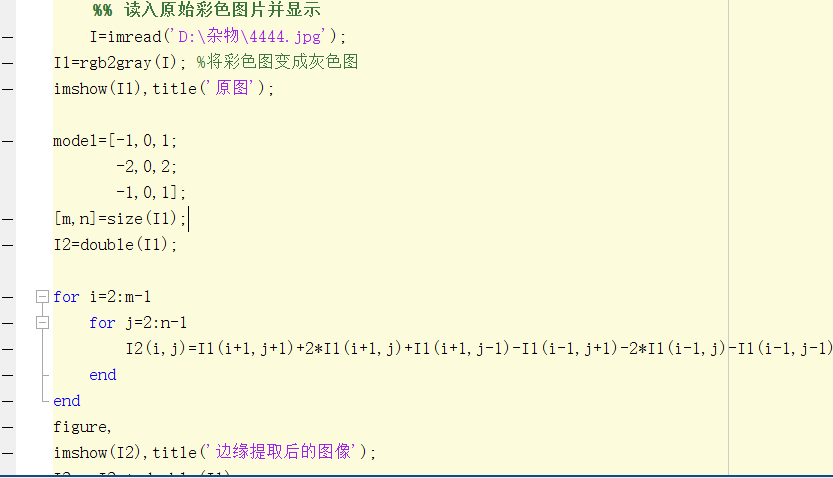 %% 读入原始彩色图片并显示
I=imread('D:\杂物\4444.jpg');
I1=rgb2gray(I); %将彩色图变成灰色图
imshow(I1),title('原图');
model=[-1,0,1;
-2,0,2;
-1,0,1];
[m,n]=size(I1);
I2=double(I1);
for i=2:m-1
for j=2:n-1
I2(i,j)=I1(i+1,j+1)+2*I1(i+1,j)+I1(i+1,j-1)-I1(i-1,j+1)-2*I1(i-1,j)-I1(i-1,j-1)
end
end
figure,
imshow(I2),title('边缘提取后的图像');